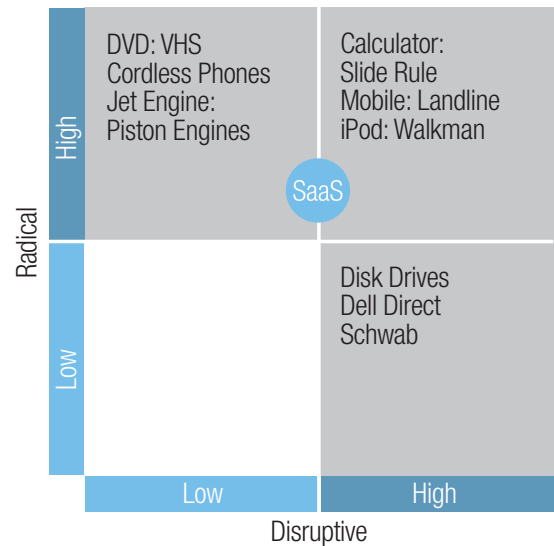 DVD: VHS
Cordless Phones
Jet Engine:
Piston Engines
Calculator:
Slide Rule
Mobile: Landline
iPod: Walkman
SaaS
High
Radical
Low
Disk Drives
Dell Direct
Schwab
Low
High
Disruptive